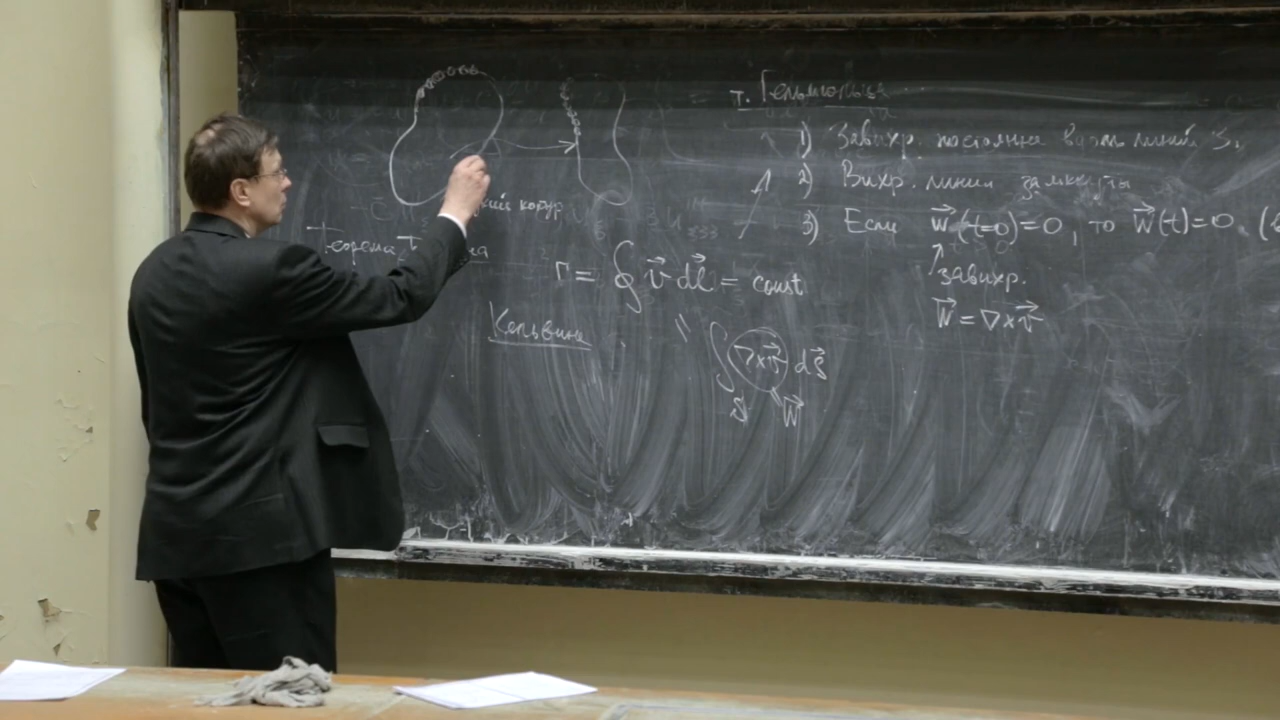 т. Гельмгольца
1) Завихр. постоянна вдоль линий
2) Вихр. линии замкнуты
3) Если w⃗(t=0)=0, то w⃗(t)=0
завихр.
w⃗ = ∇×v⃗
контур
Теорема
Γ = ∮ v⃗ dl⃗ = const
Кельвина
∫ ∇×v⃗ dS⃗
S
w⃗